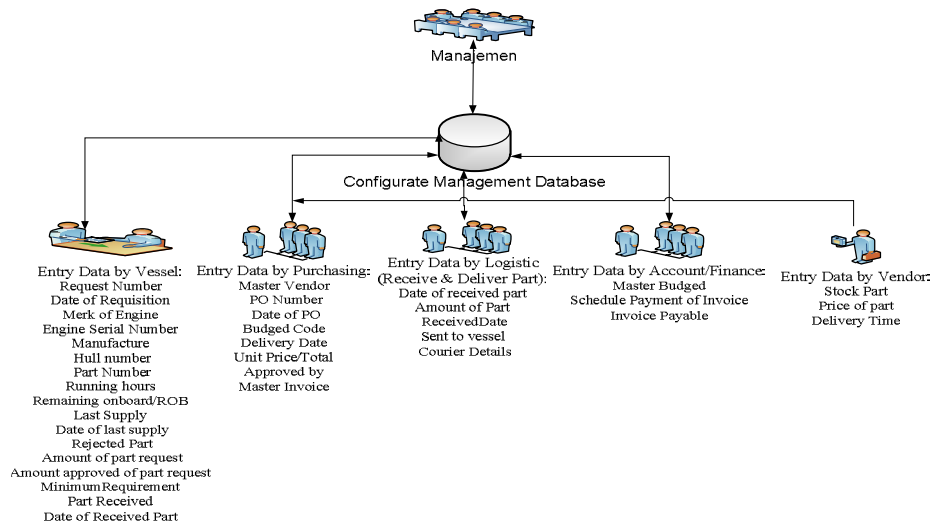 Manajemen
Configurate Management Database
Entry Data by Vessel:
Request Number
Date of Requisition
Merk of Engine
Engine Serial Number
Manufacture
Hull number
Part Number
Running hours
Remaining onboard/ROB
Last Supply
Date of last supply
Rejected Part
Amount of part request
Amount approved of part request
Minimum Requirement
Part Received
Date of Received Part
Entry Data by Purchasing:
Master Vendor
PO Number
Date of PO
Budged Code
Delivery Date
Unit Price/Total
Approved by
Master Invoice
Entry Data by Logistic
(Receive & Deliver Part):
Date of received part
Amount of Part
ReceivedDate
Sent to vessel
Courier Details
Entry Data by Account/Finance:
Master Budged
Schedule Payment of Invoice
Invoice Payable
Entry Data by Vendor:
Stock Part
Price of part
Delivery Time